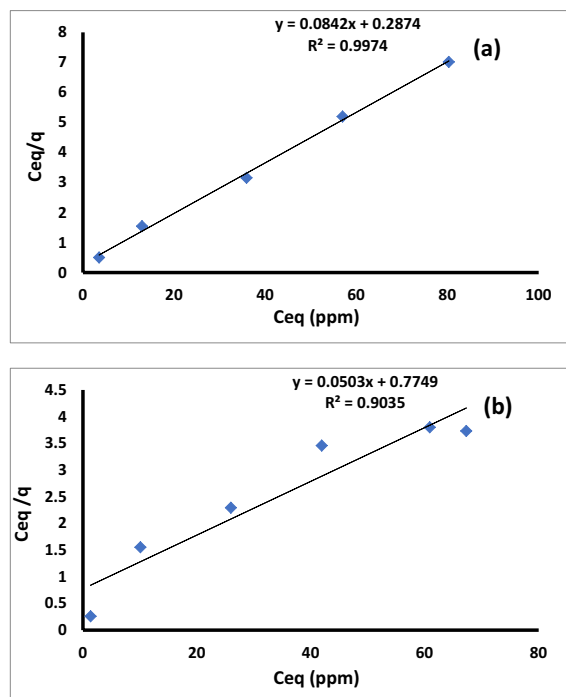 y = 0.0842x + 0.2874
R² = 0.9974
(a)
8
7
6
5
4
3
2
1
0
Ceq/q
0 20 40 60 80 100
Ceq (ppm)
y = 0.0503x + 0.7749
R² = 0.9035
(b)
4.5
4
3.5
3
2.5
2
1.5
1
0.5
0
Ceq /q
0 20 40 60 80
Ceq (ppm)